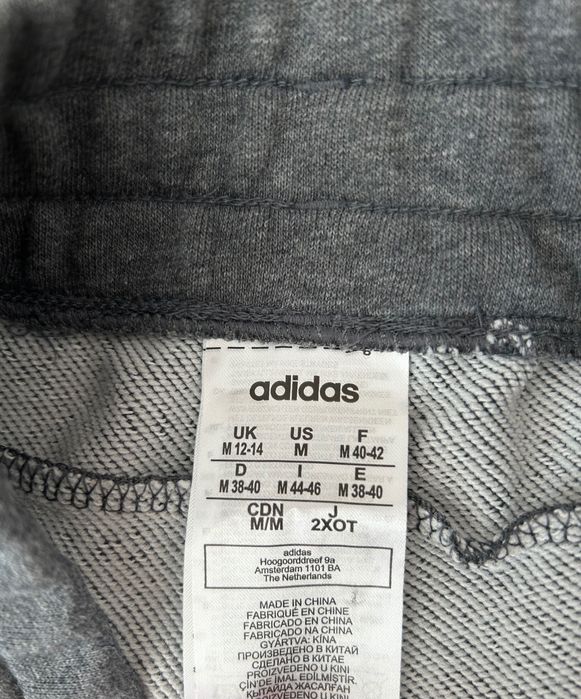 adidas
UK US F
M 12-14 M M 40-42
D I E
M 38-40 M 44-46 M 38-40
CDN J
M/M 2XOT
adidas
Hoogoorddreef 9a
Amsterdam 1101 BA
The Netherlands
MADE IN CHINA
FABRIQUÉ EN CHINE
FABRICADO EN CHINA
FABRICADO NA CHINA
GYÁRTVA: KÍNA
ПРОИЗВЕДЕНО В КИТАЙ
СДЕЛАНО В КИТАЕ
PROIZVEDENO U KINI
ÇİN'DE İMAL EDİLMİŞTİR.
ҚЫТАЙДА ЖАСАЛҒАН
PROIZVEDENO U KINI